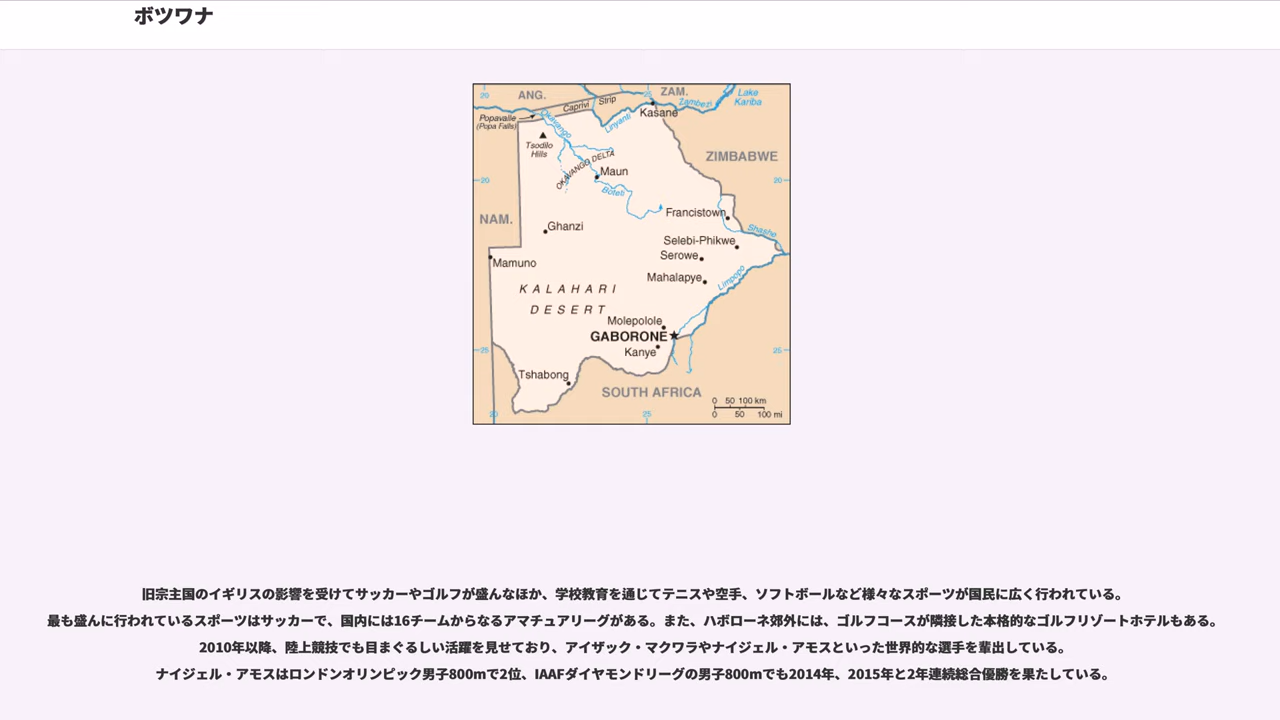 ボツワナ
20
ANG.
Caprivi Strip
25
ZAM.
Zambezi
Lake Kariba
Popavalle
(Popa Falls)
Okavango
Linyanti
Kasane
Tsodilo
Hills
OKAVANGO DELTA
ZIMBABWE
20
Maun
20
Boteti
NAM.
Ghanzi
Francistown
Shashe
Selebi-Phikwe
Serowe
Mamuno
Mahalapye
Limpopo
KALAHARI
DESERT
Molepolole
GABORONE
25
Kanye
25
Tshabong
SOUTH AFRICA
0 50 100 km
0 50 100 mi
20
25
旧宗主国のイギリスの影響を受けてサッカーやゴルフが盛んなほか、学校教育を通じてテニスや空手、ソフトボールなど様々なスポーツが国民に広く行われている。
最も盛んに行われているスポーツはサッカーで、国内には16チームからなるアマチュアリーグがある。また、ハボローネ郊外には、ゴルフコースが隣接した本格的なゴルフリゾートホテルもある。
2010年以降、陸上競技でも目まぐるしい活躍を見せており、アイザック・マクワラやナイジェル・アモスといった世界的な選手を輩出している。
ナイジェル・アモスはロンドンオリンピック男子800mで2位、IAAFダイヤモンドリーグの男子800mでも2014年、2015年と2年連続総合優勝を果たしている。